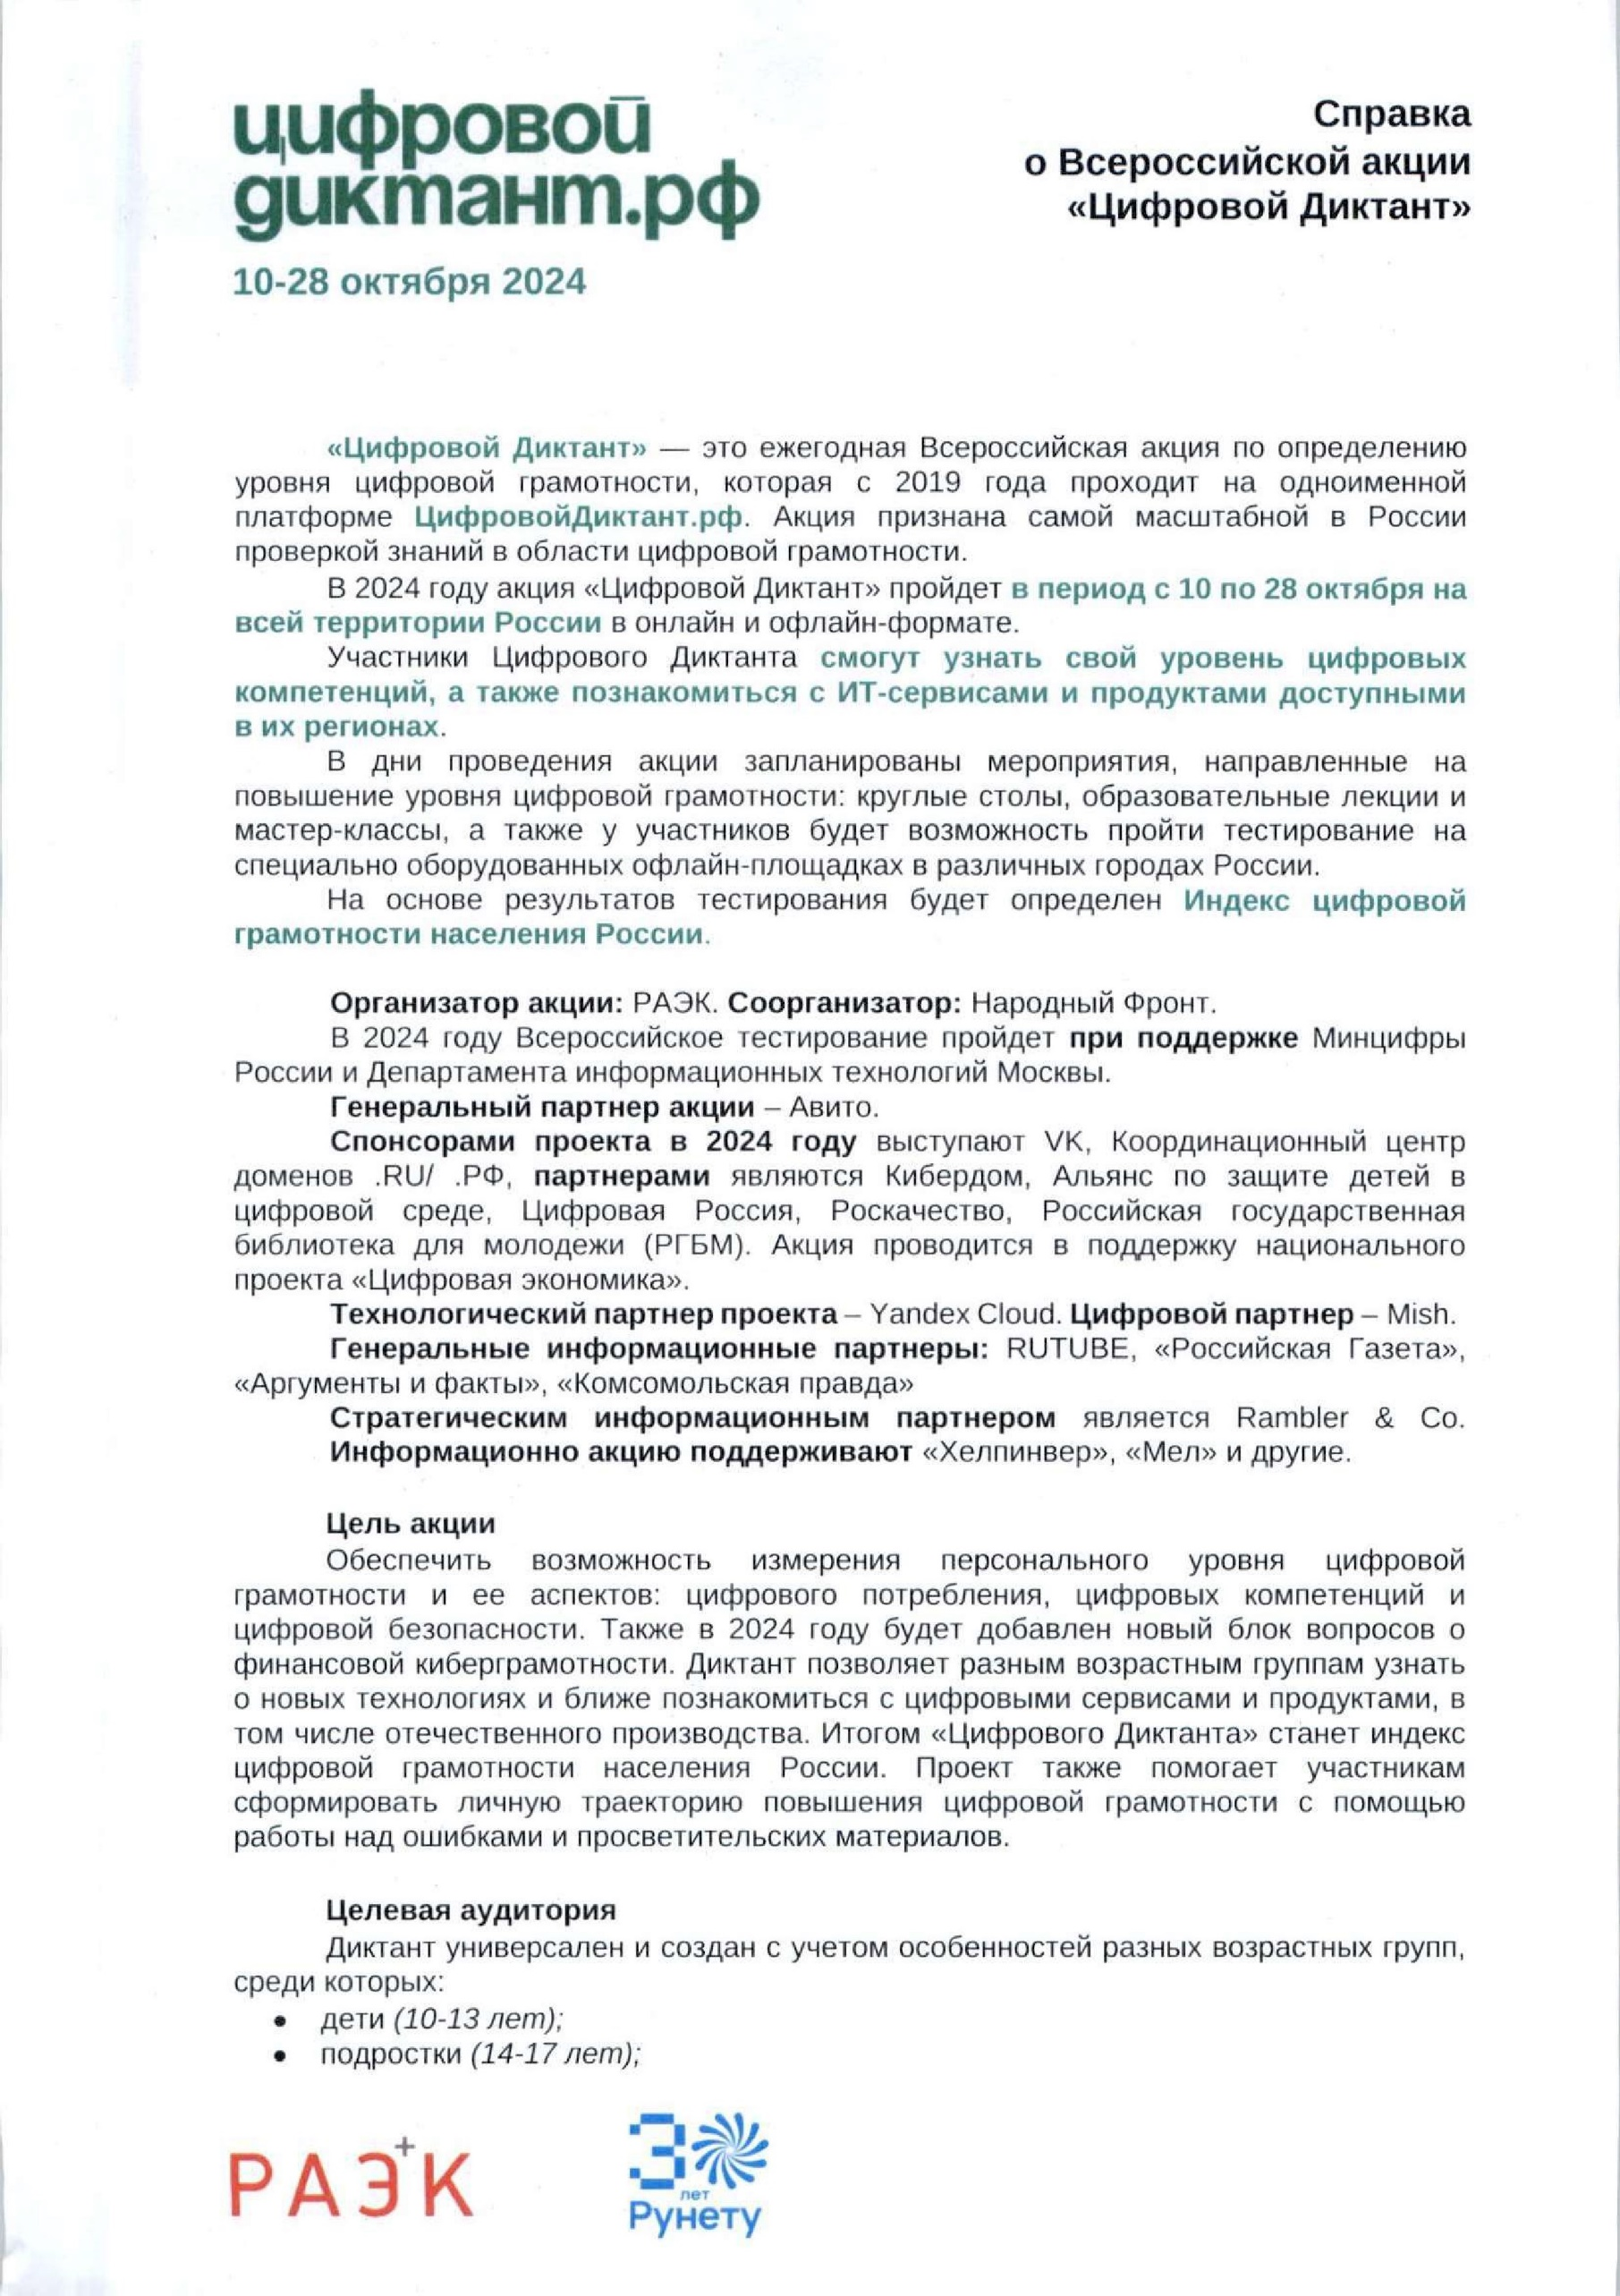 цифровой
диктант.рф
10-28 октября 2024
Справка
о Всероссийской акции
«Цифровой Диктант»
«Цифровой Диктант» — это ежегодная Всероссийская акция по определению
уровня цифровой грамотности, которая с 2019 года проходит на одноименной
платформе ЦифровойДиктант.рф. Акция признана самой масштабной в России
проверкой знаний в области цифровой грамотности.
В 2024 году акция «Цифровой Диктант» пройдет в период с 10 по 28 октября на
всей территории России в онлайн и офлайн-формате.
Участники Цифрового Диктанта смогут узнать свой уровень цифровых
компетенций, а также познакомиться с ИТ-сервисами и продуктами доступными
в их регионах.
В дни проведения акции запланированы мероприятия, направленные на
повышение уровня цифровой грамотности: круглые столы, образовательные лекции и
мастер-классы, а также у участников будет возможность пройти тестирование на
специально оборудованных офлайн-площадках в различных городах России.
На основе результатов тестирования будет определен Индекс цифровой
грамотности населения России.
Организатор акции: РАЭК. Соорганизатор: Народный Фронт.
В 2024 году Всероссийское тестирование пройдет при поддержке Минцифры
России и Департамента информационных технологий Москвы.
Генеральный партнер акции – Авито.
Спонсорами проекта в 2024 году выступают VK, Координационный центр
доменов .RU/ .РФ, партнерами являются Кибердом, Альянс по защите детей в
цифровой среде, Цифровая Россия, Роскачество, Российская государственная
библиотека для молодежи (РГБМ). Акция проводится в поддержку национального
проекта «Цифровая экономика».
Технологический партнер проекта – Yandex Cloud. Цифровой партнер – Mish.
Генеральные информационные партнеры: RUTUBE, «Российская Газета»,
«Аргументы и факты», «Комсомольская правда»
Стратегическим информационным партнером является Rambler & Co.
Информационно акцию поддерживают «Хелпинвер», «Мел» и другие.
Цель акции
Обеспечить возможность измерения персонального уровня цифровой
грамотности и ее аспектов: цифрового потребления, цифровых компетенций и
цифровой безопасности. Также в 2024 году будет добавлен новый блок вопросов о
финансовой киберграмотности. Диктант позволяет разным возрастным группам узнать
о новых технологиях и ближе познакомиться с цифровыми сервисами и продуктами, в
том числе отечественного производства. Итогом «Цифрового Диктанта» станет индекс
цифровой грамотности населения России. Проект также помогает участникам
сформировать личную траекторию повышения цифровой грамотности с помощью
работы над ошибками и просветительских материалов.
Целевая аудитория
Диктант универсален и создан с учетом особенностей разных возрастных групп,
среди которых:
● дети (10-13 лет);
● подростки (14-17 лет);
РАЭК+
30
лет
Рунету